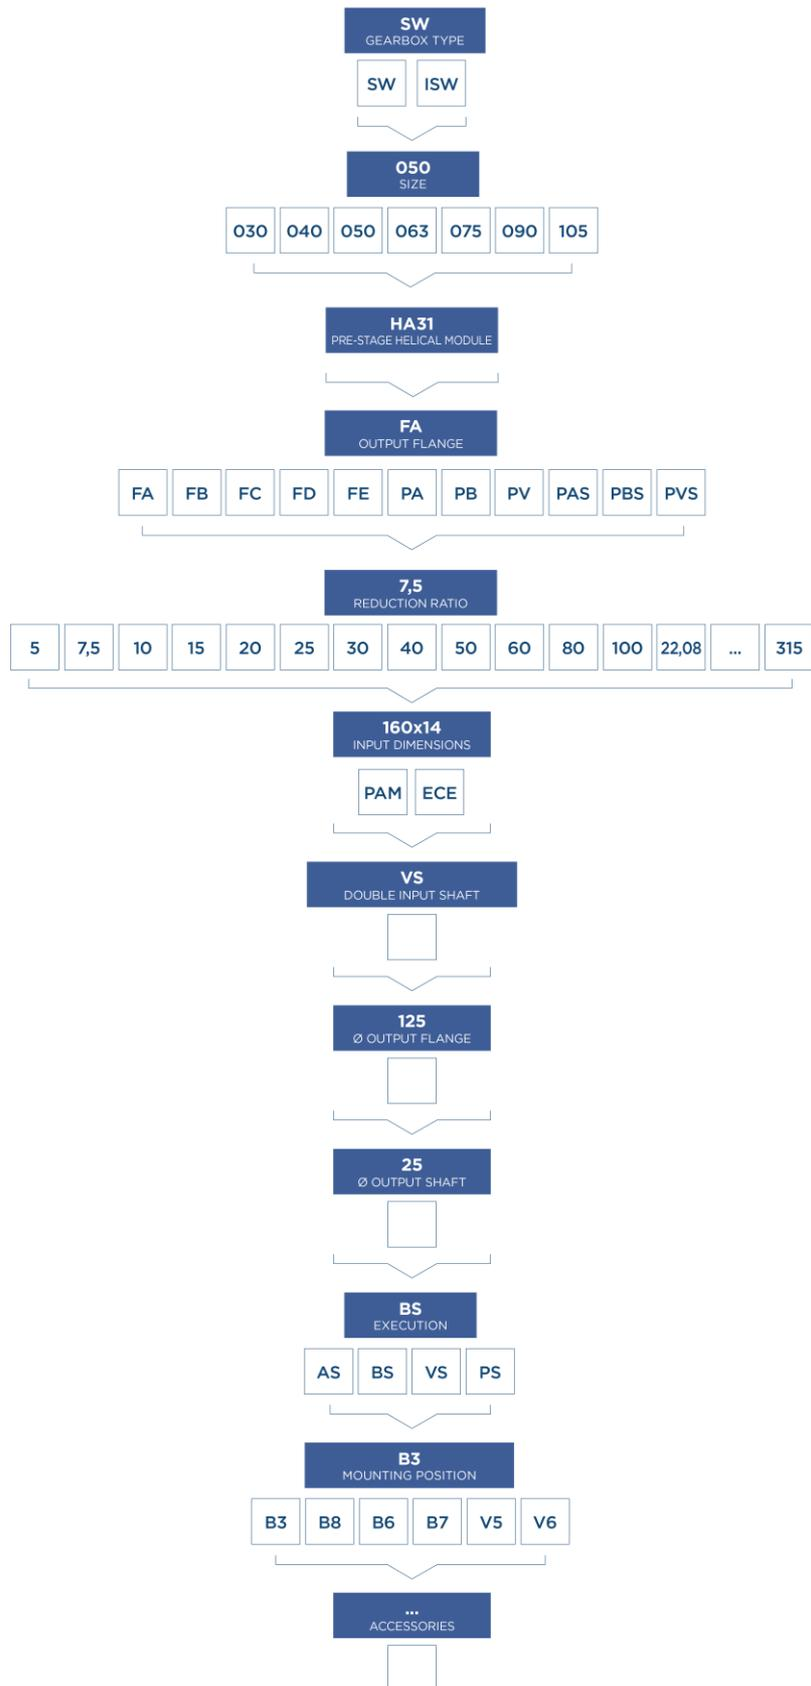 SW
GEARBOX TYPE
SW ISW
050
SIZE
030 040 050 063 075 090 105
HA31
PRE-STAGE HELICAL MODULE
FA
OUTPUT FLANGE
FA FB FC FD FE PA PB PV PAS PBS PVS
7,5
REDUCTION RATIO
5 7,5 10 15 20 25 30 40 50 60 80 100 22,08 ... 315
160x14
INPUT DIMENSIONS
PAM ECE
VS
DOUBLE INPUT SHAFT
125
Ø OUTPUT FLANGE
25
Ø OUTPUT SHAFT
BS
EXECUTION
AS BS VS PS
B3
MOUNTING POSITION
B3 B8 B6 B7 V5 V6
...
ACCESSORIES